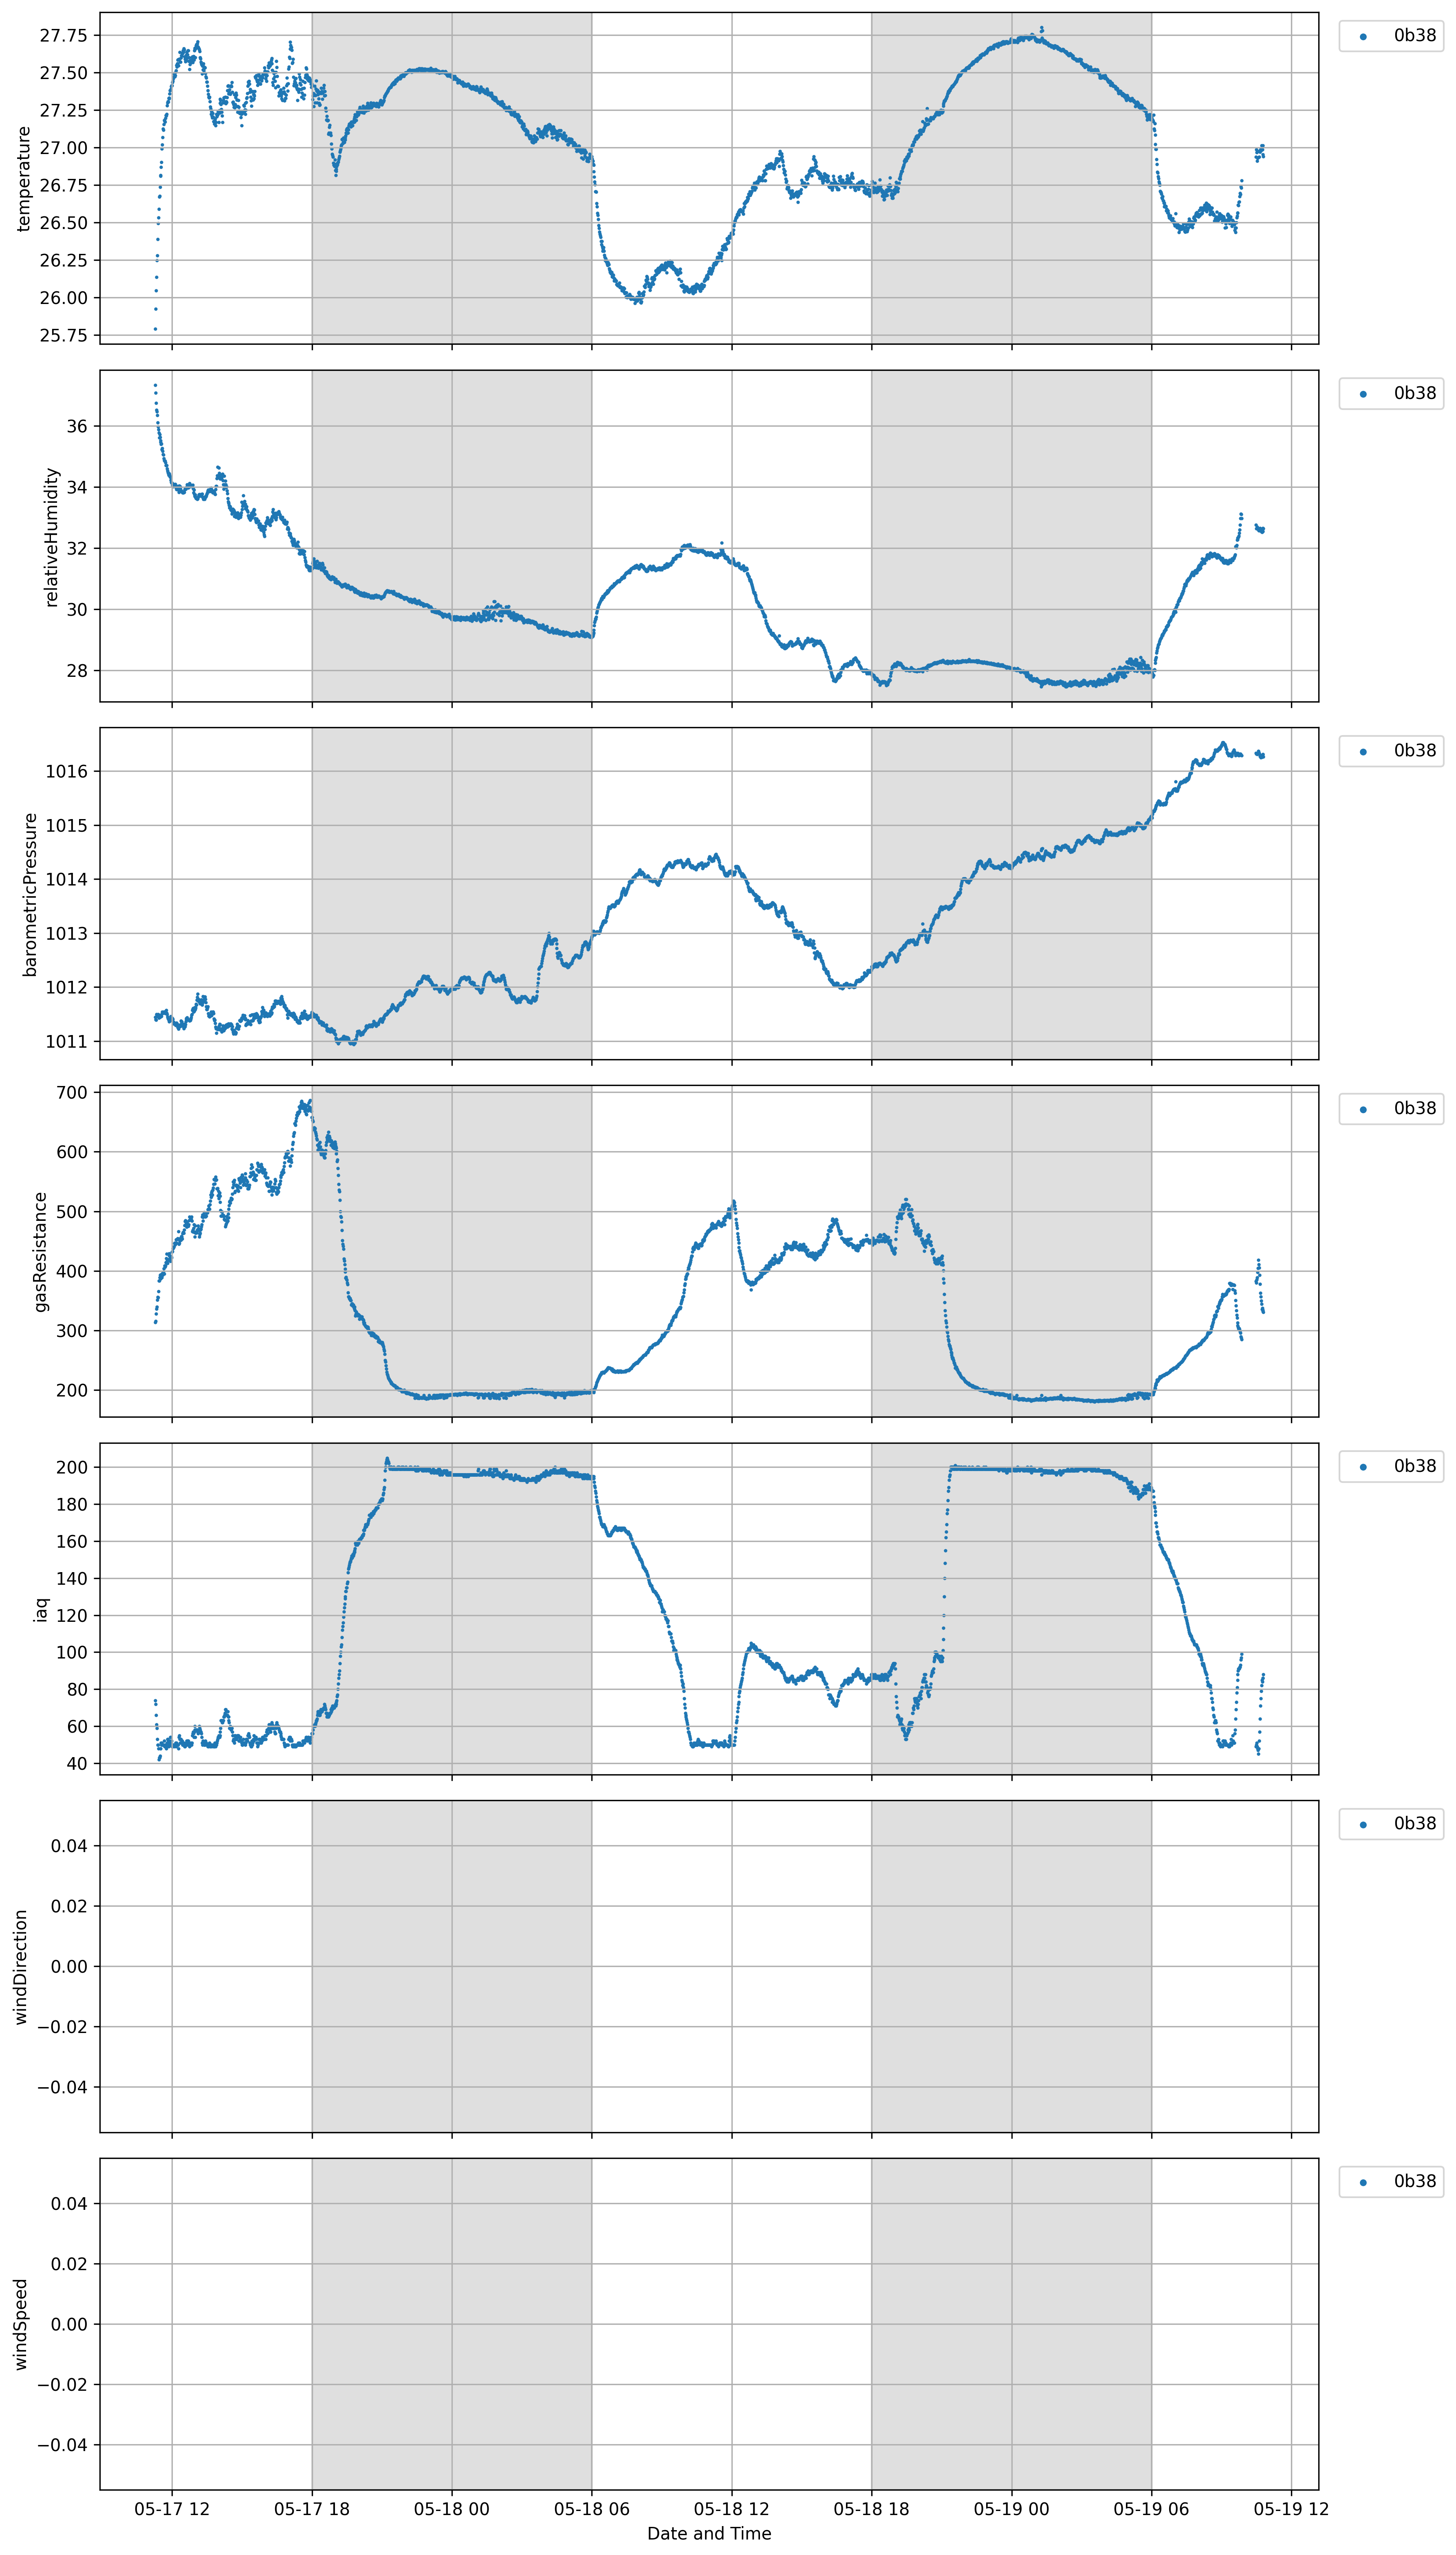 27.75
27.50
27.25
27.00
26.75
26.50
26.25
26.00
25.75
temperature
0b38
36
34
32
30
28
relativeHumidity
0b38
1016
1015
1014
1013
1012
1011
barometricPressure
0b38
700
600
500
400
300
200
gasResistance
0b38
200
180
160
140
120
100
80
60
40
iaq
0b38
0.04
0.02
0.00
−0.02
−0.04
windDirection
0b38
0.04
0.02
0.00
−0.02
−0.04
windSpeed
0b38
05-17 12 05-17 18 05-18 00 05-18 06 05-18 12 05-18 18 05-19 00 05-19 06 05-19 12
Date and Time